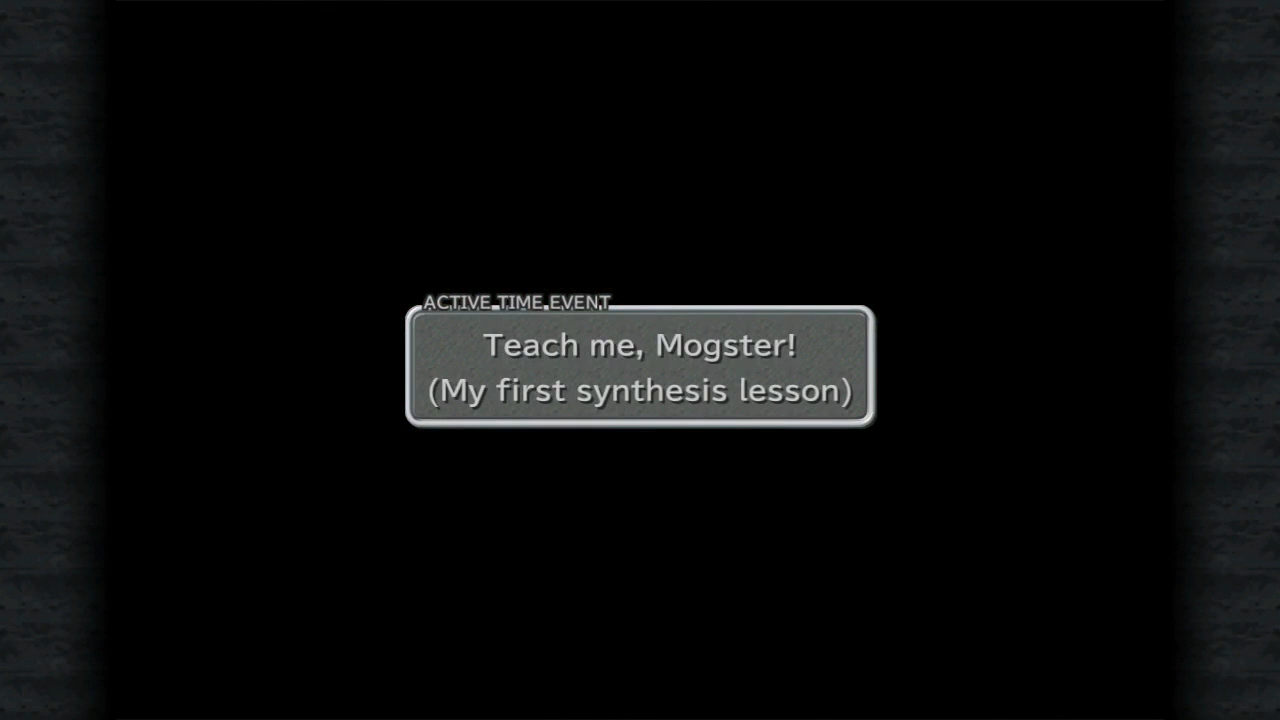 ACTIVE TIME EVENT
Teach me, Mogster!
(My first synthesis lesson)